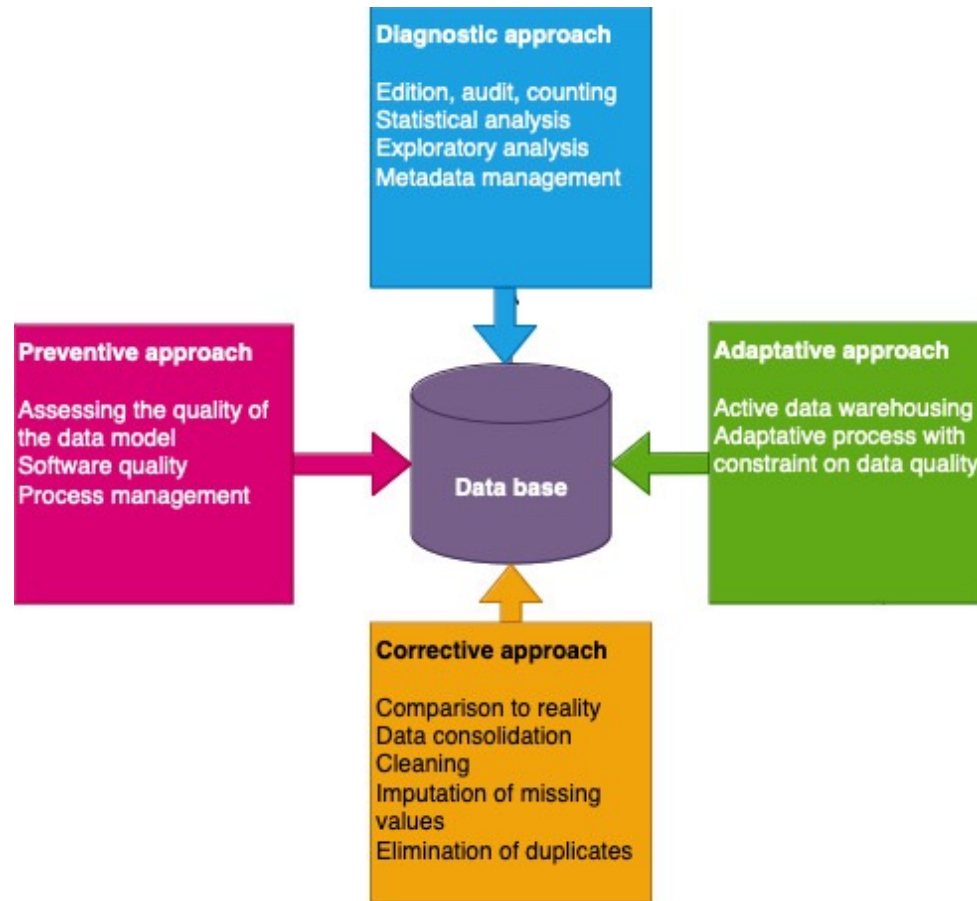 Diagnostic approach
Edition, audit, counting
Statistical analysis
Exploratory analysis
Metadata management
Preventive approach
Assessing the quality of
the data model
Software quality
Process management
Data base
Adaptative approach
Active data warehousing
Adaptative process with
constraint on data quality
Corrective approach
Comparison to reality
Data consolidation
Cleaning
Imputation of missing
values
Elimination of duplicates